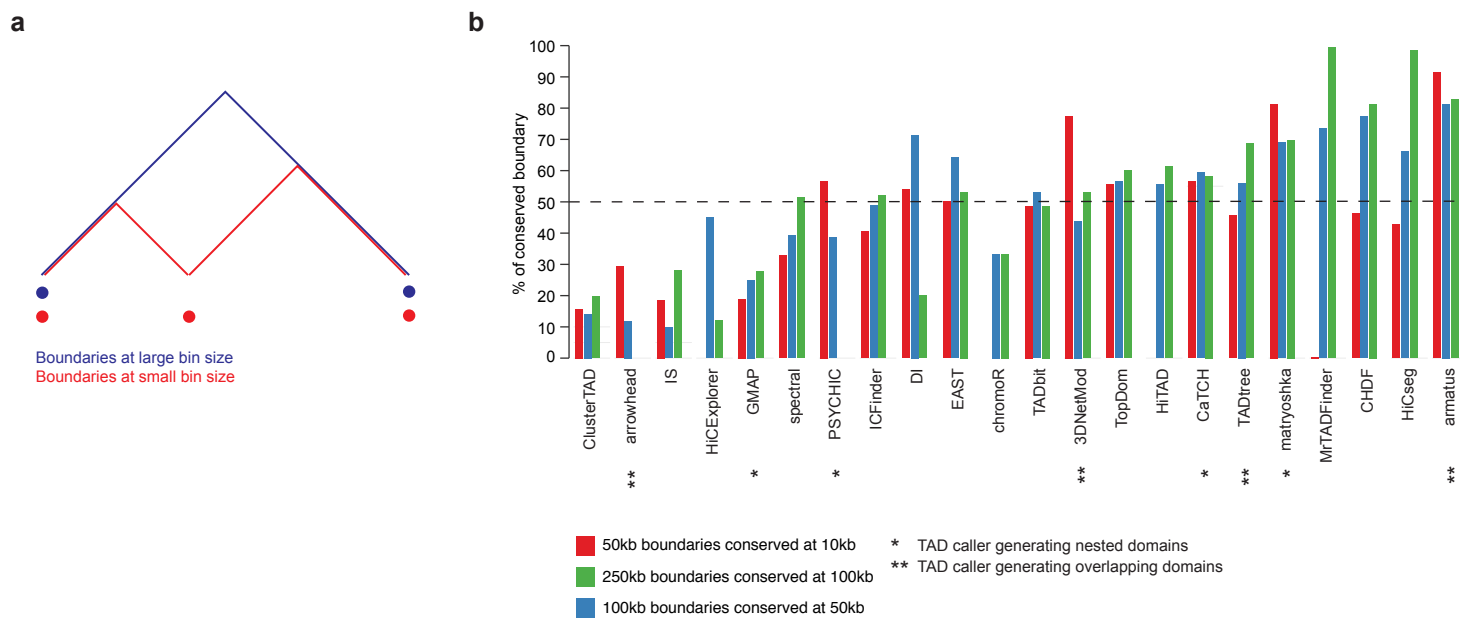 a
Boundaries at large bin size
Boundaries at small bin size
b
% of conserved boundary
100
90
80
70
60
50
40
30
20
10
0
ClusterTAD
arrowhead
IS
HiCExplorer
GMAP
spectral
PSYCHIC
ICFinder
DI
EAST
chromoR
TADbit
3DNetMod
TopDom
HiTAD
CaTCH
TADtree
matryoshka
MrTADFinder
CHDF
HiCseg
armatus
** * * ** * ** * **
50kb boundaries conserved at 10kb
250kb boundaries conserved at 100kb
100kb boundaries conserved at 50kb
* TAD caller generating nested domains
** TAD caller generating overlapping domains